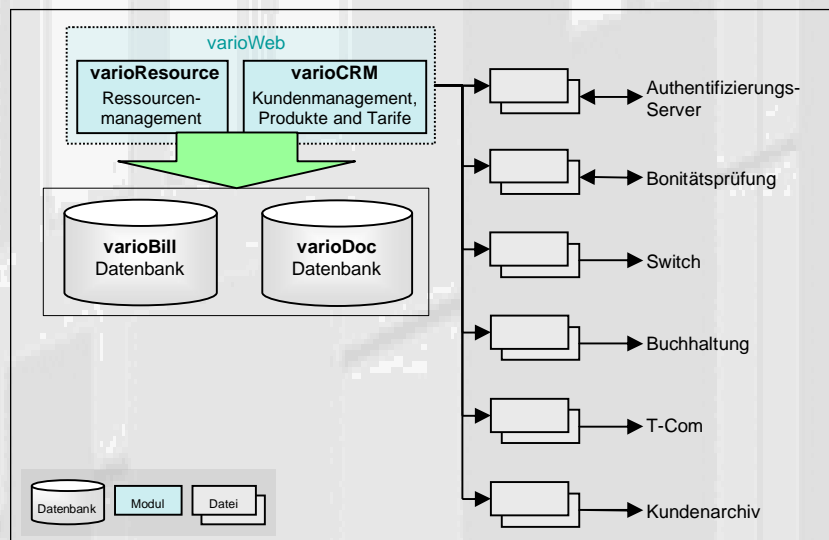 varioWeb
varioResource
Ressourcen-
management
varioCRM
Kundenmanagement,
Produkte and Tarife
varioBill
Datenbank
varioDoc
Datenbank
Authentifizierungs-
Server
Bonitätsprüfung
Switch
Buchhaltung
T-Com
Kundenarchiv
Datenbank
Modul
Datei